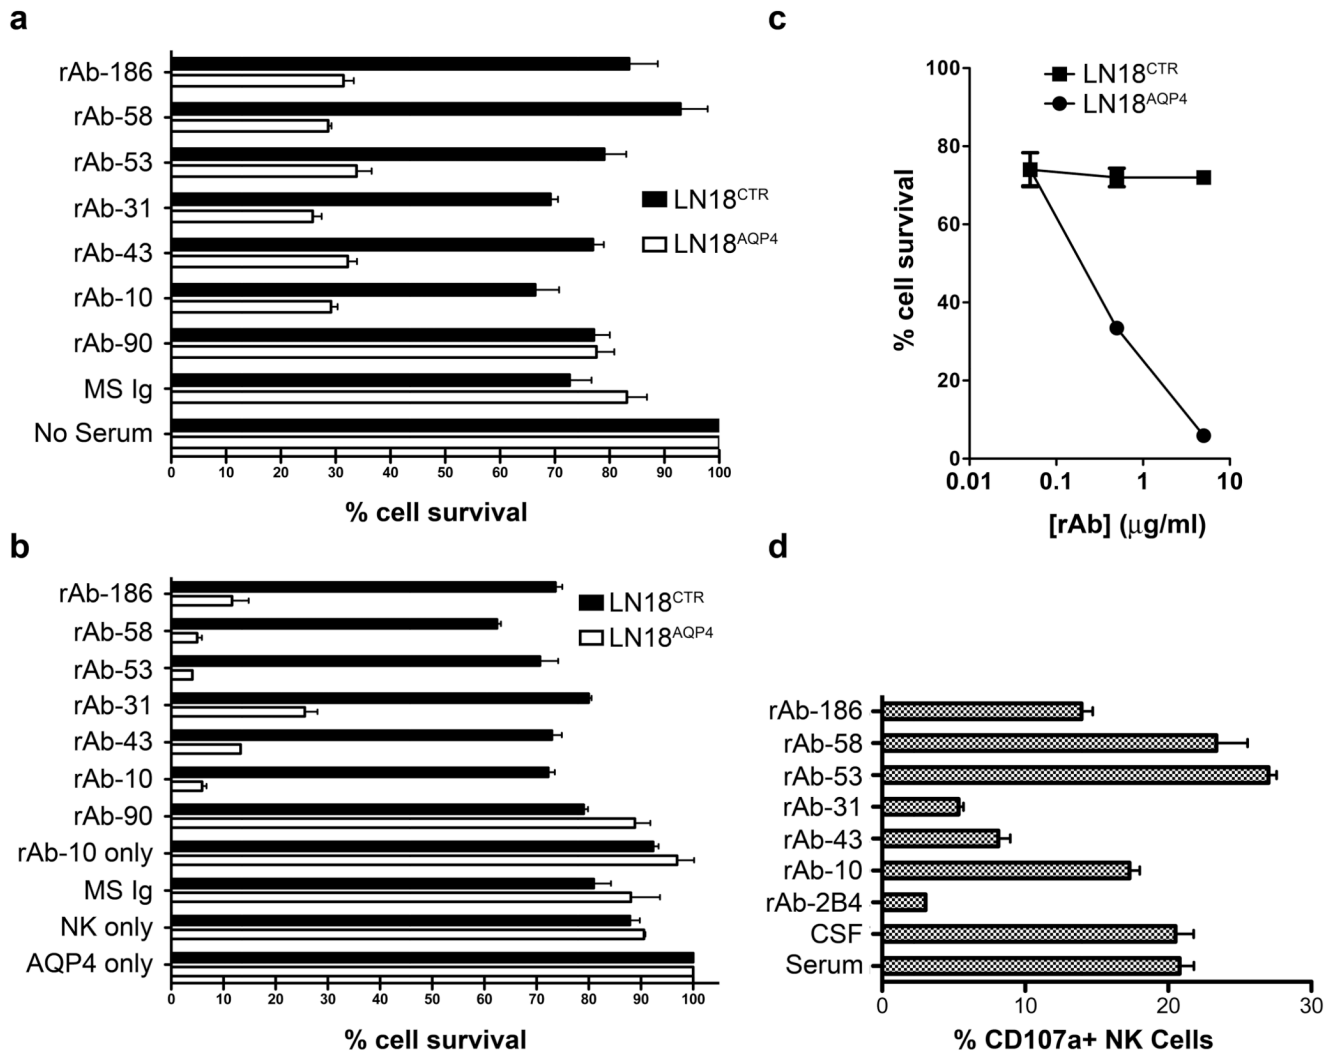 a
rAb-186
rAb-58
rAb-53
rAb-31
rAb-43
rAb-10
rAb-90
MS Ig
No Serum
LN18CTR
LN18AQP4
0 10 20 30 40 50 60 70 80 90 100
% cell survival
b
rAb-186
rAb-58
rAb-53
rAb-31
rAb-43
rAb-10
rAb-90
rAb-10 only
MS Ig
NK only
AQP4 only
LN18CTR
LN18AQP4
0 10 20 30 40 50 60 70 80 90 100
% cell survival
c
LN18CTR
LN18AQP4
100
80
60
40
20
0
% cell survival
0.01 0.1 1 10
[rAb] (μg/ml)
d
rAb-186
rAb-58
rAb-53
rAb-31
rAb-43
rAb-10
rAb-2B4
CSF
Serum
0 10 20 30
% CD107a+ NK Cells